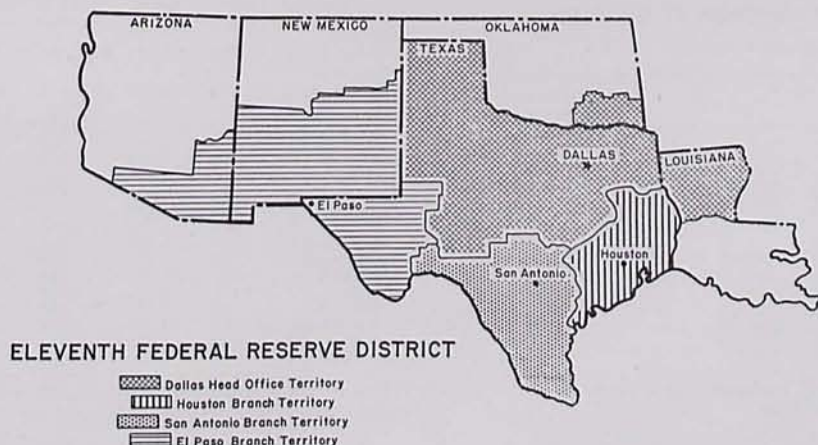 ARIZONA
NEW MEXICO
OKLAHOMA
TEXAS
DALLAS
LOUISIANA
El Paso
Houston
San Antonio
ELEVENTH FEDERAL RESERVE DISTRICT
Dallas Head Office Territory
Houston Branch Territory
San Antonio Branch Territory
El Paso Branch Territory